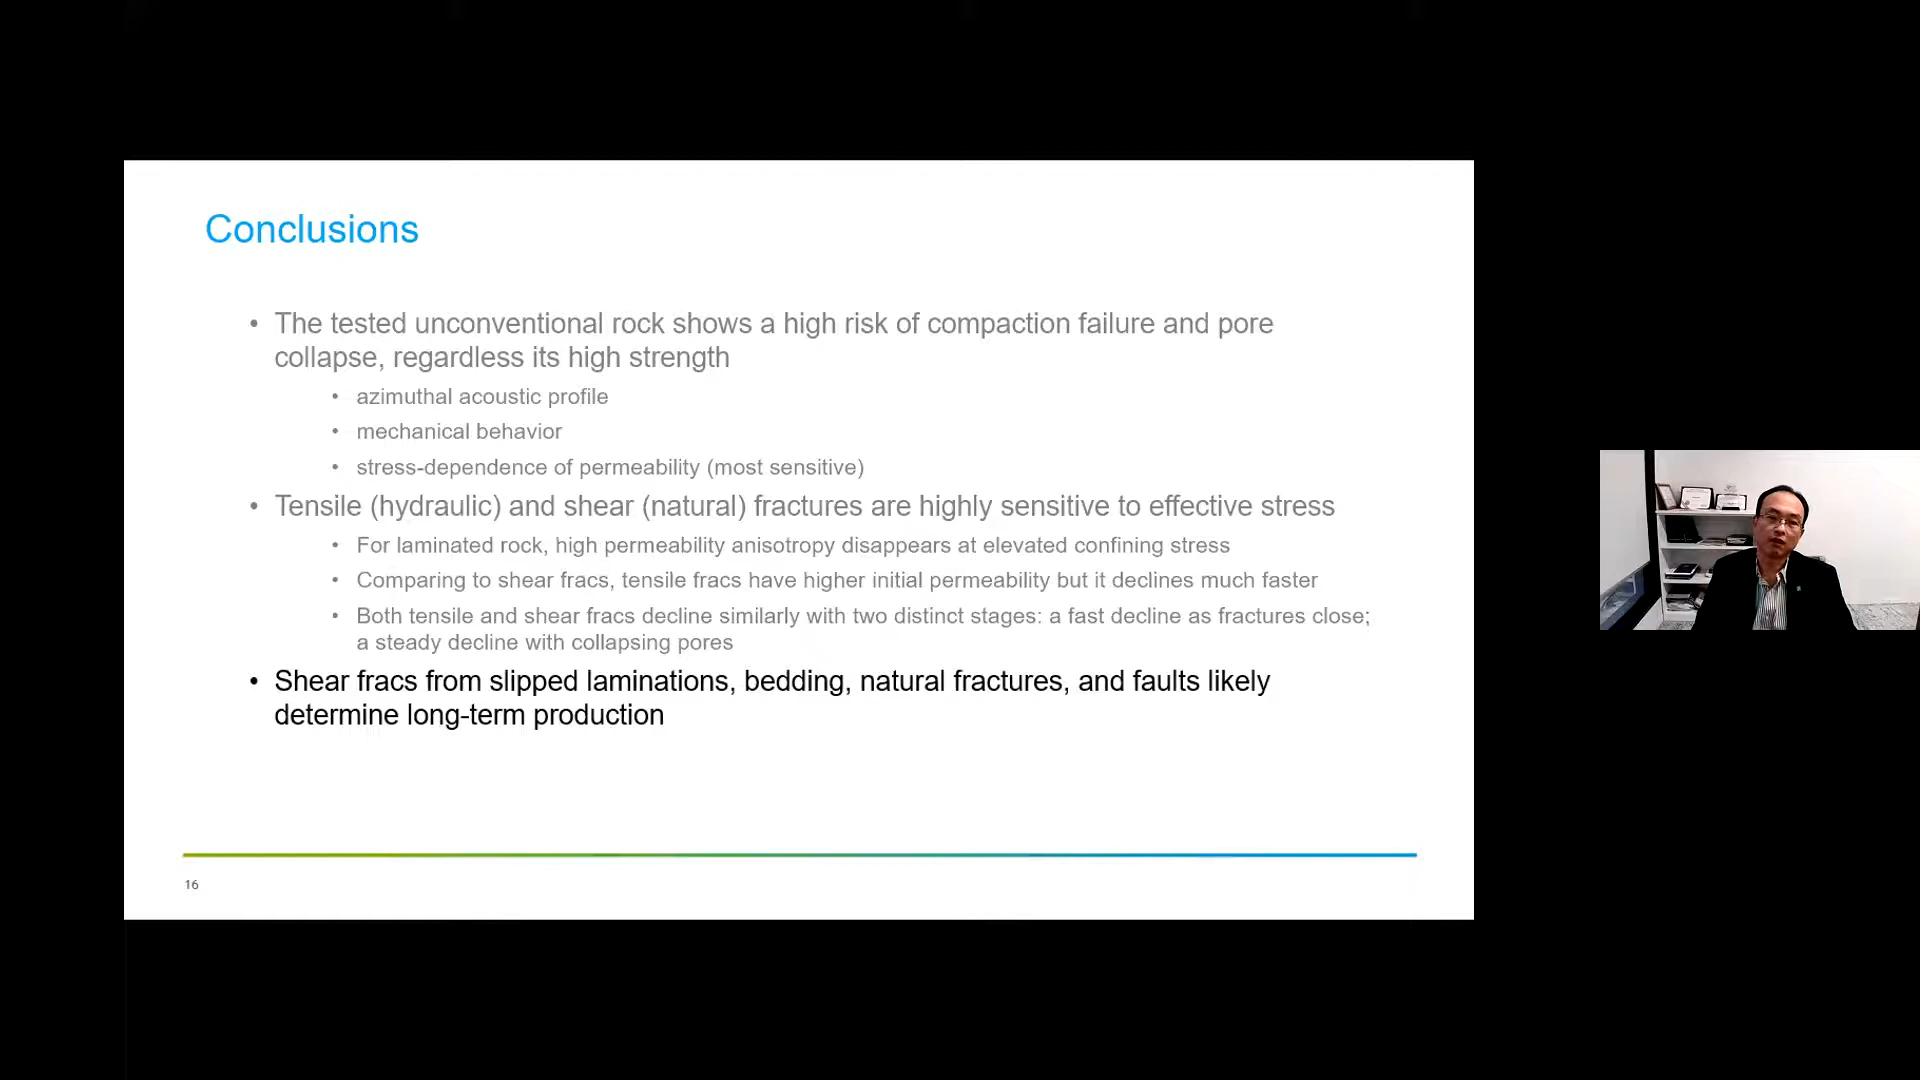 Conclusions
• The tested unconventional rock shows a high risk of compaction failure and pore
collapse, regardless its high strength
• azimuthal acoustic profile
• mechanical behavior
• stress-dependence of permeability (most sensitive)
• Tensile (hydraulic) and shear (natural) fractures are highly sensitive to effective stress
• For laminated rock, high permeability anisotropy disappears at elevated confining stress
• Comparing to shear fracs, tensile fracs have higher initial permeability but it declines much faster
• Both tensile and shear fracs decline similarly with two distinct stages: a fast decline as fractures close;
a steady decline with collapsing pores
• Shear fracs from slipped laminations, bedding, natural fractures, and faults likely
determine long-term production
16